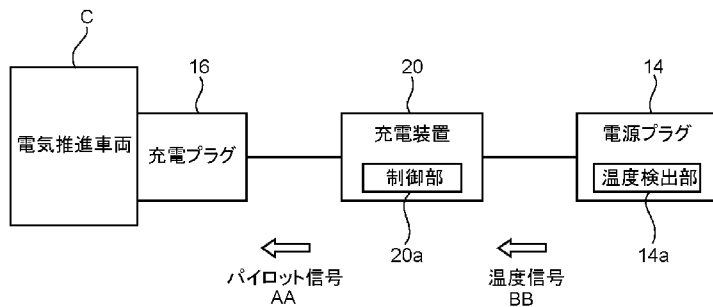 C
16
20
14
電気推進車両
充電プラグ
充電装置
制御部
電源プラグ
温度検出部
20a
14a
パイロット信号
AA
温度信号
BB